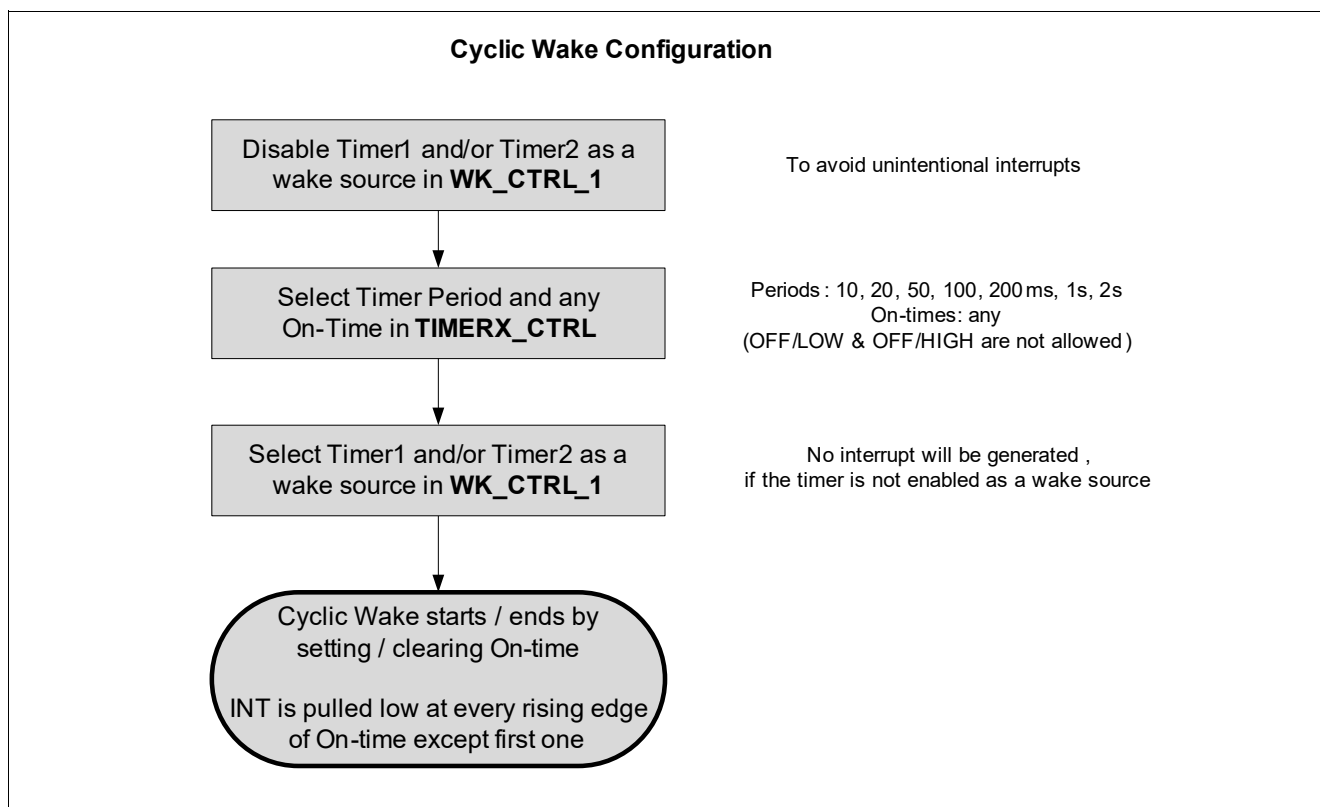 Cyclic Wake Configuration
Disable Timer1 and/or Timer2 as a
wake source in WK_CTRL_1
To avoid unintentional interrupts
Select Timer Period and any
On-Time in TIMERX_CTRL
Periods : 10, 20, 50, 100, 200 ms, 1s, 2s
On-times: any
(OFF/LOW & OFF/HIGH are not allowed )
Select Timer1 and/or Timer2 as a
wake source in WK_CTRL_1
No interrupt will be generated ,
if the timer is not enabled as a wake source
Cyclic Wake starts / ends by
setting / clearing On-time
INT is pulled low at every rising edge
of On-time except first one